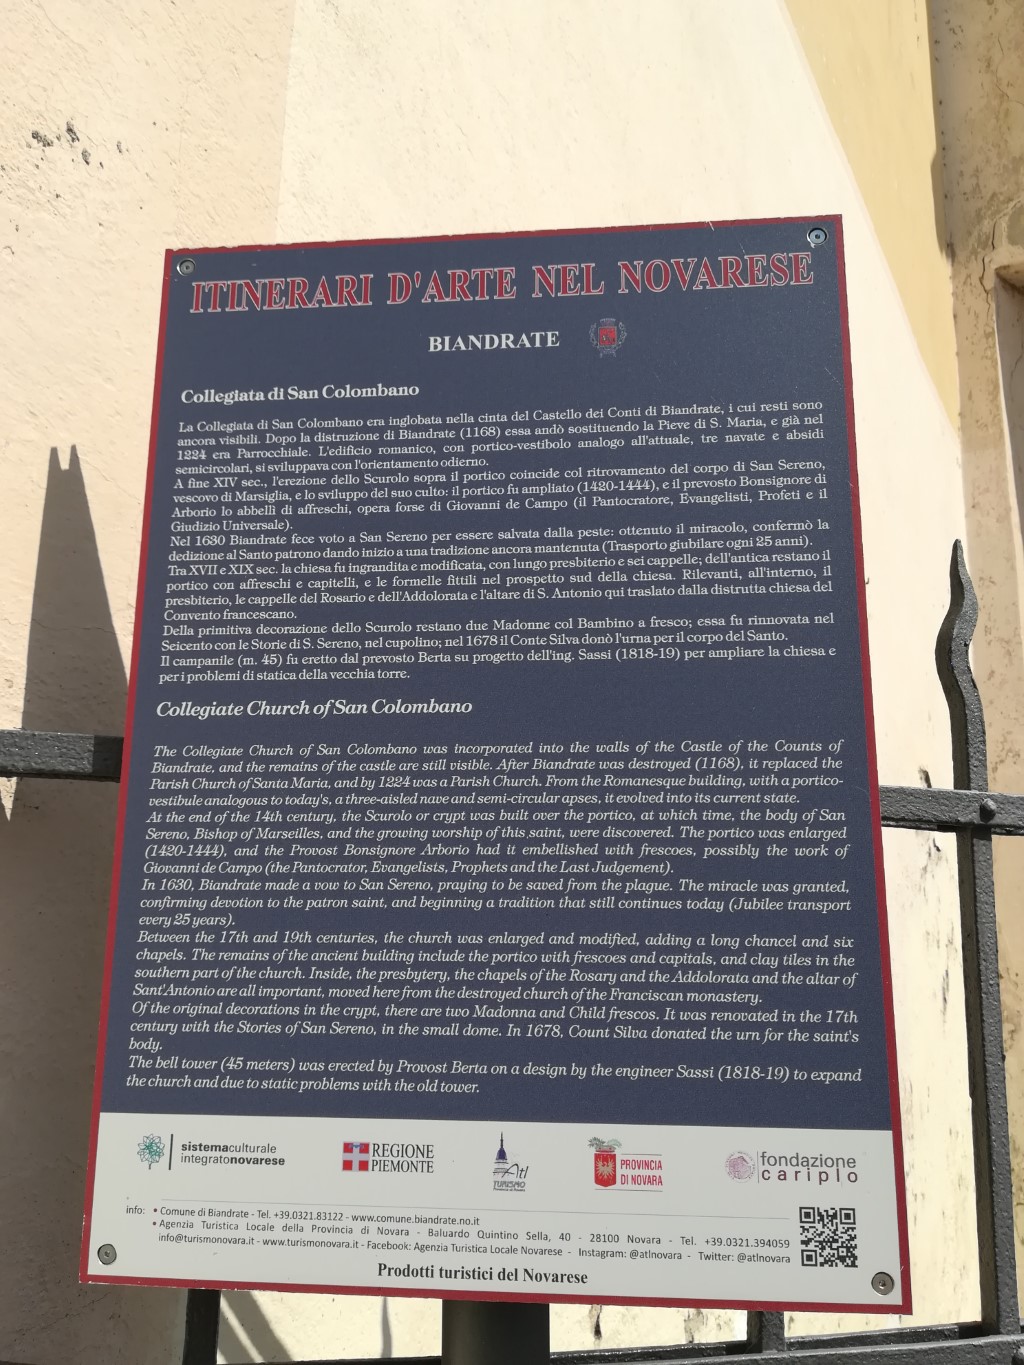 ITINERARI D'ARTE NEL NOVARESE
BIANDRATE
Collegiata di San Colombano
La Collegiata di San Colombano era inglobata nella cinta del Castello dei Conti di Biandrate, i cui resti sono
ancora visibili. Dopo la distruzione di Biandrate (1168) essa andò sostituendo la Pieve di S. Maria, e già nel
1224 era Parrocchiale. L'edificio romanico, con portico-vestibolo analogo all'attuale, tre navate e absidi
semicircolari, si sviluppava con l'orientamento odierno.
A fine XIV sec., l'erezione dello Scurolo sopra il portico coincide col ritrovamento del corpo di San Sereno,
vescovo di Marsiglia, e lo sviluppo del suo culto: il portico fu ampliato (1420-1444), e il prevosto Bonsignore di
Arborio lo abbellì di affreschi, opera forse di Giovanni de Campo (il Pantocratore, Evangelisti, Profeti e il
Giudizio Universale).
Nel 1630 Biandrate fece voto a San Sereno per essere salvata dalla peste: ottenuto il miracolo, confermò la
dedizione al Santo patrono dando inizio a una tradizione ancora mantenuta (Trasporto giubilare ogni 25 anni).
Tra XVII e XIX sec. la chiesa fu ingrandita e modificata, con lungo presbiterio e sei cappelle; dell'antica restano il
portico con affreschi e capitelli, e le formelle fittili nel prospetto sud della chiesa. Rilevanti, all'interno, il
presbiterio, le cappelle del Rosario e dell'Addolorata e l'altare di S. Antonio qui traslato dalla distrutta chiesa del
Convento francescano.
Della primitiva decorazione dello Scurolo restano due Madonne col Bambino a fresco; essa fu rinnovata nel
Seicento con le Storie di S. Sereno, nel cupolino; nel 1678 il Conte Silva donò l'urna per il corpo del Santo.
Il campanile (m. 45) fu eretto dal prevosto Berta su progetto dell'ing. Sassi (1818-19) per ampliare la chiesa e
per i problemi di statica della vecchia torre.
Collegiate Church of San Colombano
The Collegiate Church of San Colombano was incorporated into the walls of the Castle of the Counts of
Biandrate, and the remains of the castle are still visible. After Biandrate was destroyed (1168), it replaced the
Parish Church of Santa Maria, and by 1224 was a Parish Church. From the Romanesque building, with a portico-
vestibule analogous to today's, a three-aisled nave and semi-circular apses, it evolved into its current state.
At the end of the 14th century, the Scurolo or crypt was built over the portico, at which time, the body of San
Sereno, Bishop of Marseilles, and the growing worship of this saint, were discovered. The portico was enlarged
(1420-1444), and the Provost Bonsignore Arborio had it embellished with frescoes, possibly the work of
Giovanni de Campo (the Pantocrator, Evangelists, Prophets and the Last Judgement).
In 1630, Biandrate made a vow to San Sereno, praying to be saved from the plague. The miracle was granted,
confirming devotion to the patron saint, and beginning a tradition that still continues today (Jubilee transport
every 25 years).
Between the 17th and 19th centuries, the church was enlarged and modified, adding a long chancel and six
chapels. The remains of the ancient building include the portico with frescoes and capitals, and clay tiles in the
southern part of the church. Inside, the presbytery, the chapels of the Rosary and the Addolorata and the altar of
Sant'Antonio are all important, moved here from the destroyed church of the Franciscan monastery.
Of the original decorations in the crypt, there are two Madonna and Child frescos. It was renovated in the 17th
century with the Stories of San Sereno, in the small dome. In 1678, Count Silva donated the urn for the saint's
body.
The bell tower (45 meters) was erected by Provost Berta on a design by the engineer Sassi (1818-19) to expand
the church and due to static problems with the old tower.
sistemaculturale
integratonovarese
REGIONE
PIEMONTE
Atl
TURISMO
PROVINCIA
DI NOVARA
fondazione
cariplo
info: • Comune di Biandrate - Tel. +39.0321.83122 - www.comune.biandrate.no.it
• Agenzia Turistica Locale della Provincia di Novara - Baluardo Quintino Sella, 40 - 28100 Novara - Tel. +39.0321.394059
info@turismonovara.it - www.turismonovara.it - Facebook: Agenzia Turistica Locale Novarese - Instagram: @atlnovara - Twitter: @atlnovara
Prodotti turistici del Novarese